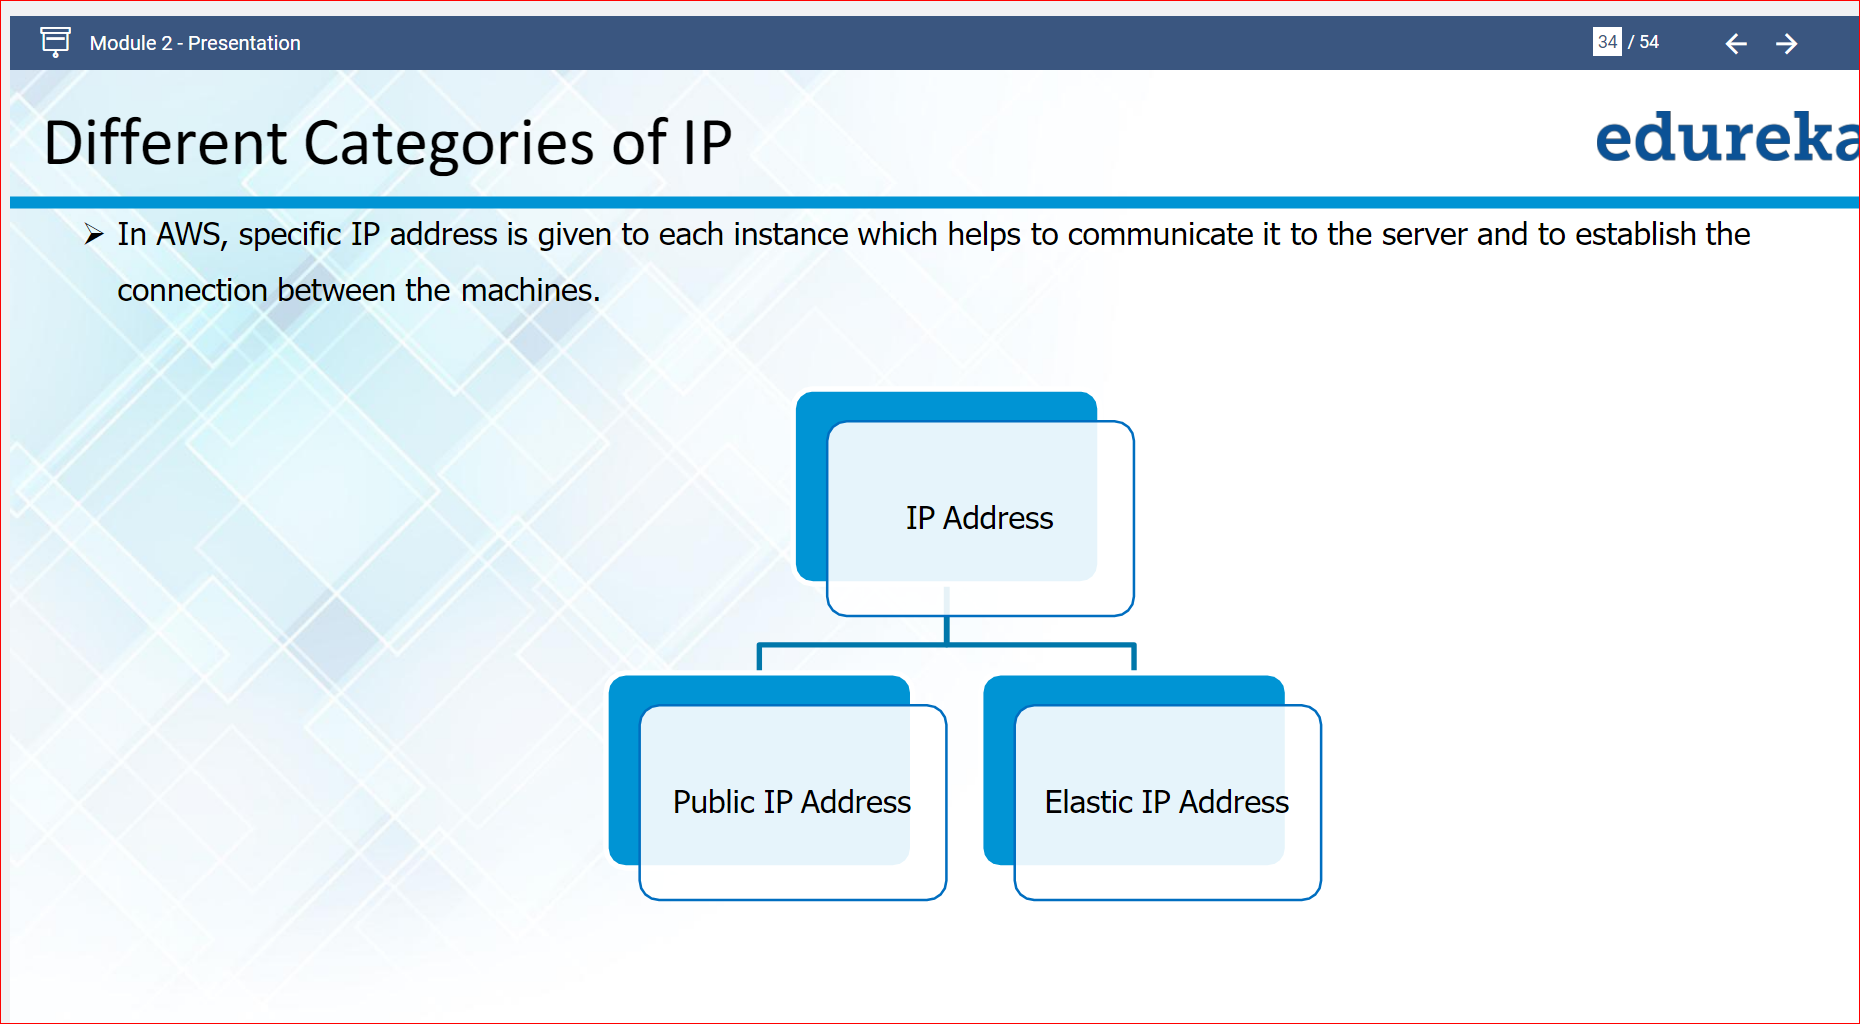 Module 2 - Presentation
34 / 54
Different Categories of IP
edureka
➢ In AWS, specific IP address is given to each instance which helps to communicate it to the server and to establish the
connection between the machines.
IP Address
Public IP Address
Elastic IP Address